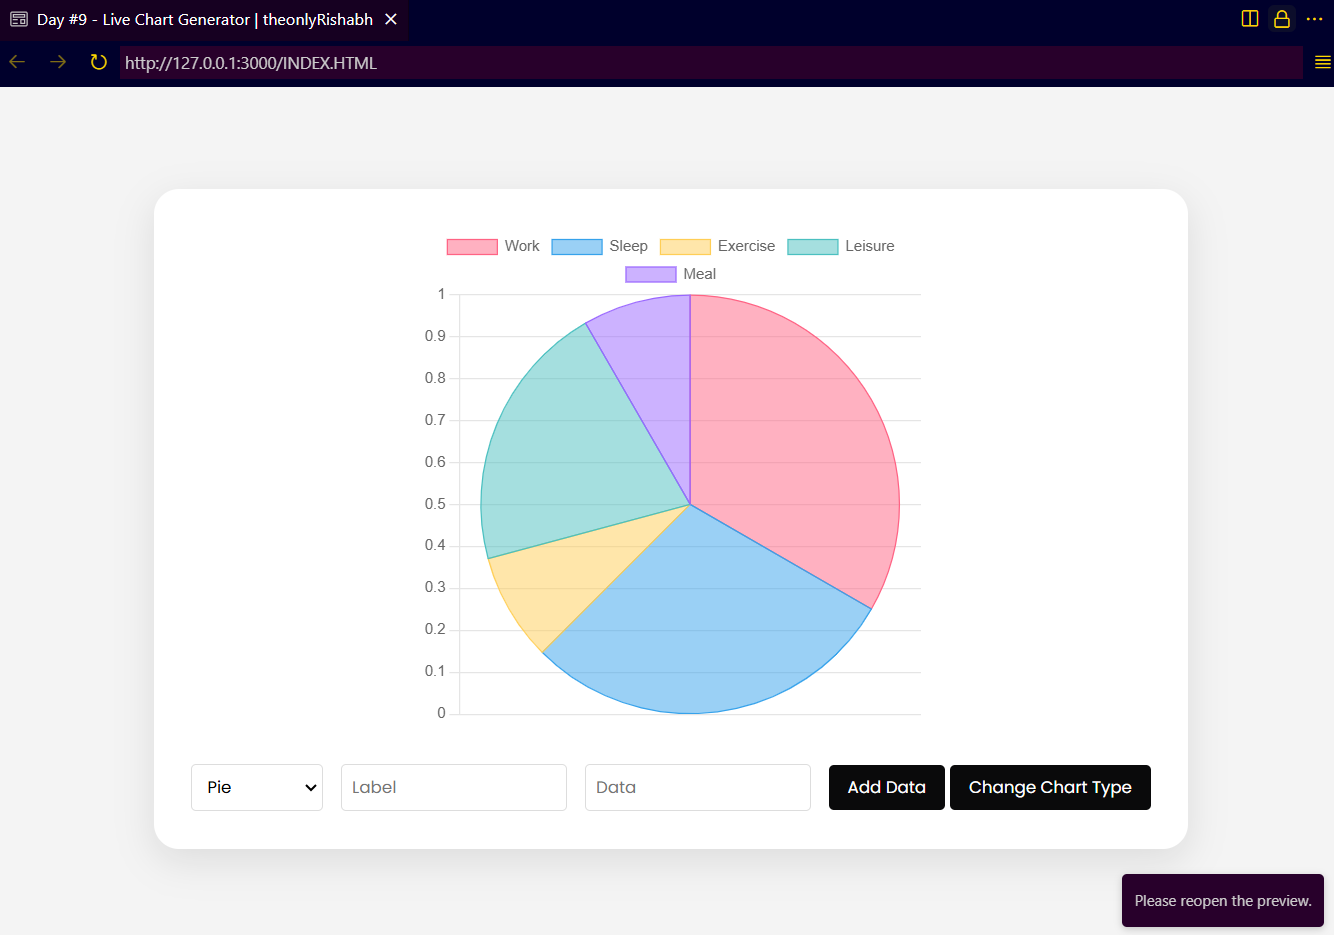 Day #9 - Live Chart Generator | theonlyRishabh
http://127.0.0.1:3000/INDEX.HTML
Work Sleep Exercise Leisure
Meal
1
0.9
0.8
0.7
0.6
0.5
0.4
0.3
0.2
0.1
0
Pie Label Data Add Data Change Chart Type
Please reopen the preview.